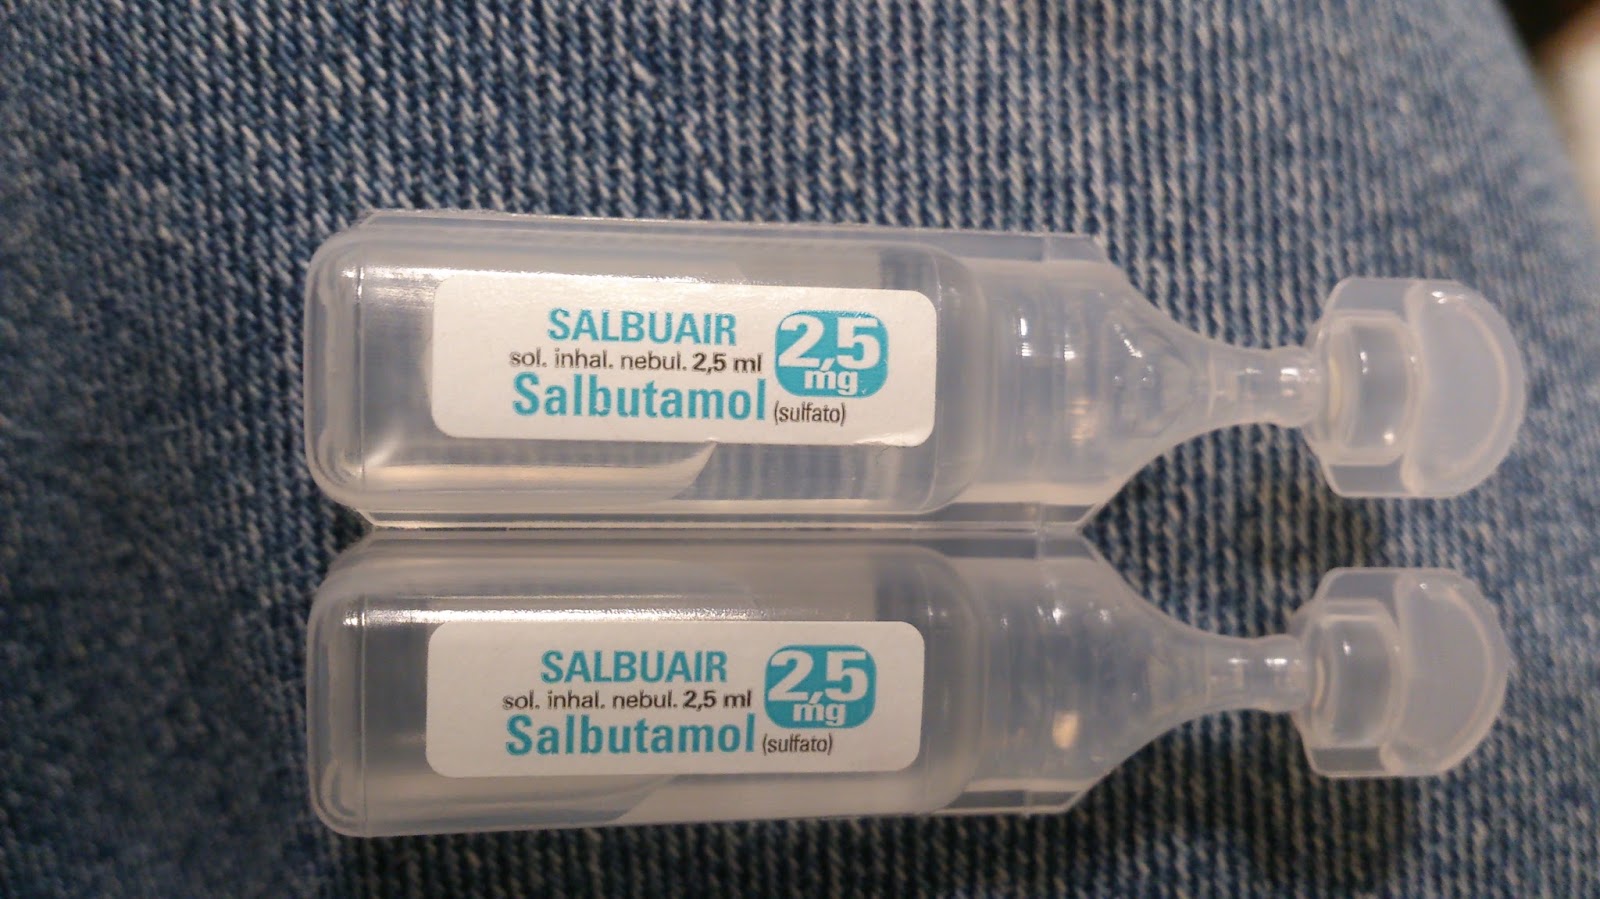 SALBUAIR
sol. inhal. nebul. 2,5 ml
Salbutamol (sulfato)
2,5
mg
SALBUAIR
sol. inhal. nebul. 2,5 ml
Salbutamol (sulfato)
2,5
mg